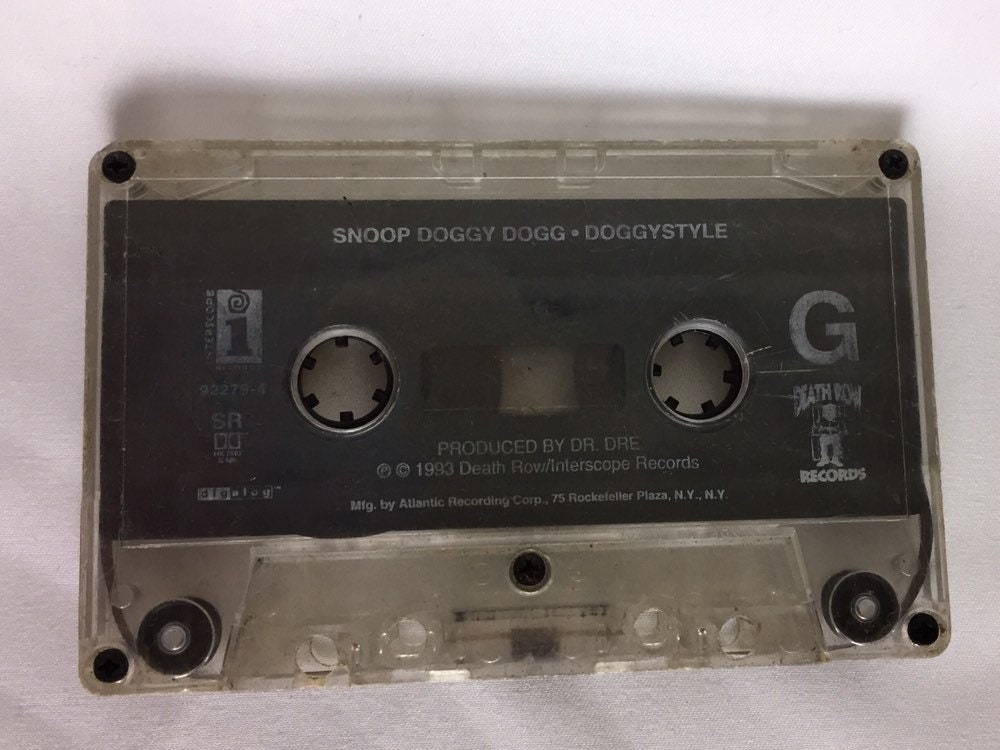 SNOOP DOGGY DOGG • DOGGYSTYLE
INTERSCOPE
i
RECORDS
92279-4
SR
digalog™
G
DEATH ROW
RECORDS
PRODUCED BY DR. DRE
℗ © 1993 Death Row/Interscope Records
Mfg. by Atlantic Recording Corp., 75 Rockefeller Plaza, N.Y., N.Y.